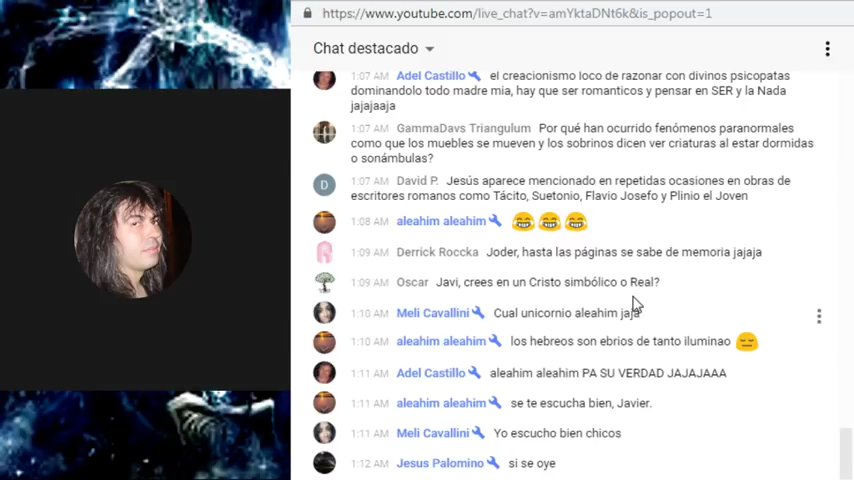 https://www.youtube.com/live_chat?v=amYktaDNt6k&is_popout=1
Chat destacado
1:07 AM Adel Castillo el creacionismo loco de razonar con divinos psicopatas
dominandolo todo madre mia, hay que ser romanticos y pensar en SER y la Nada
jajajaaja
1:07 AM GammaDavs Triangulum Por qué han ocurrido fenómenos paranormales
como que los muebles se mueven y los sobrinos dicen ver criaturas al estar dormidas
o sonámbulas?
D
1:07 AM David P. Jesús aparece mencionado en repetidas ocasiones en obras de
escritores romanos como Tácito, Suetonio, Flavio Josefo y Plinio el Joven
1:08 AM aleahim aleahim 😂😂😂
1:09 AM Derrick Roccka Joder, hasta las páginas se sabe de memoria jajaja
1:09 AM Oscar Javi, crees en un Cristo simbólico o Real?
1:10 AM Meli Cavallini Cual unicornio aleahim jaja
1:10 AM aleahim aleahim los hebreos son ebrios de tanto iluminao 😔
1:11 AM Adel Castillo aleahim aleahim PA SU VERDAD JAJAJAAA
1:11 AM aleahim aleahim se te escucha bien, Javier.
1:11 AM Meli Cavallini Yo escucho bien chicos
1:12 AM Jesus Palomino si se oye